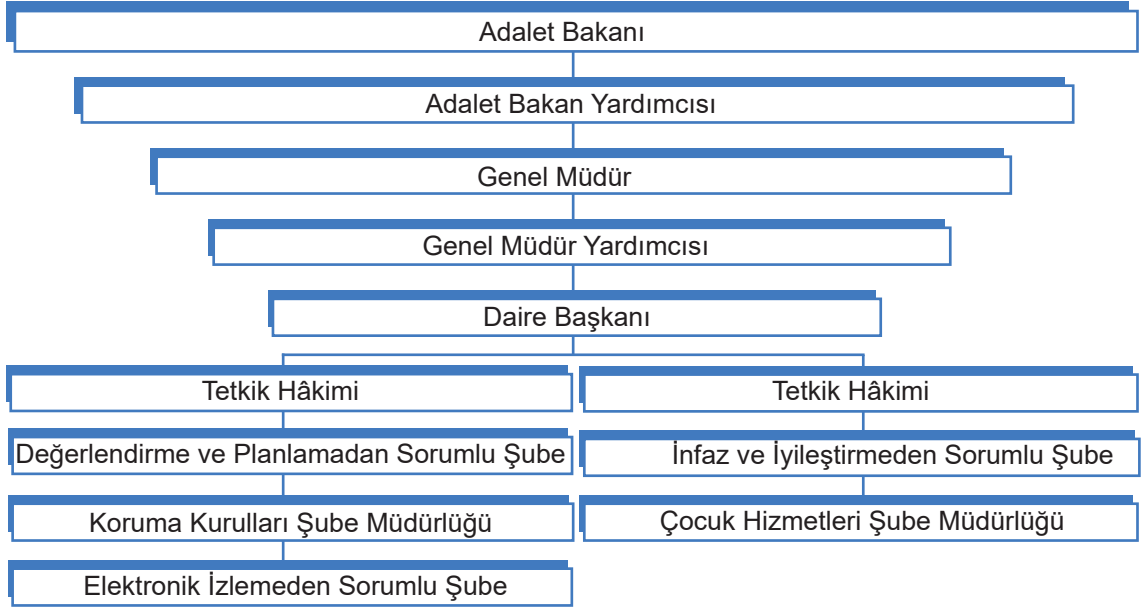 Adalet Bakanı
Adalet Bakan Yardımcısı
Genel Müdür
Genel Müdür Yardımcısı
Daire Başkanı
Tetkik Hâkimi
Değerlendirme ve Planlamadan Sorumlu Şube
Koruma Kurulları Şube Müdürlüğü
Elektronik İzlemeden Sorumlu Şube
Tetkik Hâkimi
İnfaz ve İyileştirmeden Sorumlu Şube
Çocuk Hizmetleri Şube Müdürlüğü